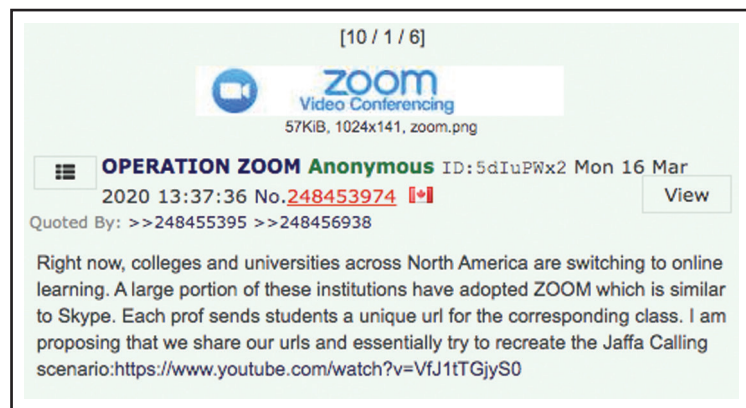 [10 / 1 / 6]
zoom
Video Conferencing
57KiB, 1024x141, zoom.png
OPERATION ZOOM Anonymous ID:5dIuPWx2 Mon 16 Mar
2020 13:37:36 No.248453974
View
Quoted By: >>248455395 >>248456938
Right now, colleges and universities across North America are switching to online
learning. A large portion of these institutions have adopted ZOOM which is similar
to Skype. Each prof sends students a unique url for the corresponding class. I am
proposing that we share our urls and essentially try to recreate the Jaffa Calling
scenario:https://www.youtube.com/watch?v=VfJ1tTGjyS0